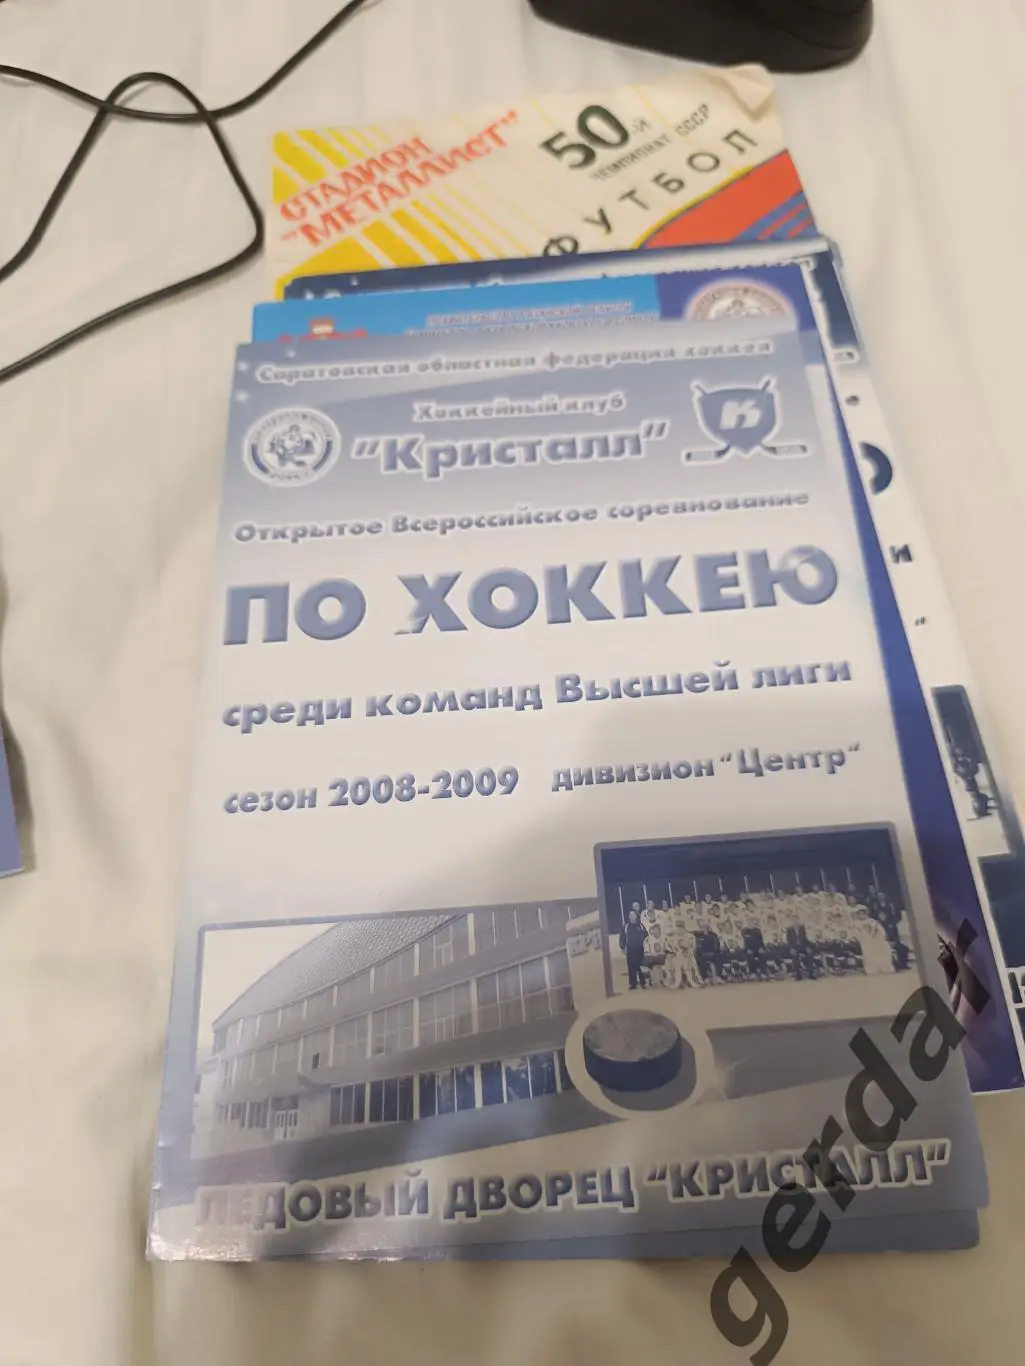 СТАДИОН
"МЕТАЛЛИСТ"
50-й
ЧЕМПИОНАТ СССР
ФУТБОЛ
Саратовская областная федерация хоккея
Хоккейный клуб
"Кристалл"
К
Открытое Всероссийское соревнование
ПО ХОККЕЮ
среди команд Высшей лиги
сезон 2008-2009 дивизион "Центр"
ЛЕДОВЫЙ ДВОРЕЦ "КРИСТАЛЛ"
и
gerdar